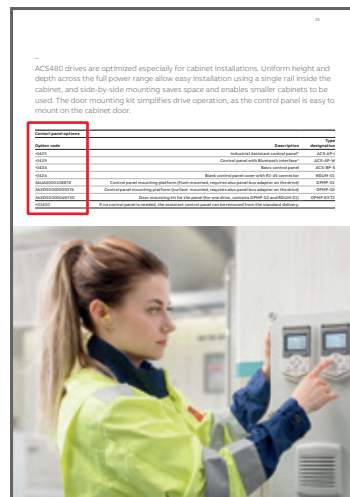 ACS480 drives are optimized especially for cabinet installations. Uniform height and
depth across the full power range allow easy installation using a single rail inside the
cabinet, and side-by-side mounting saves space and enables smaller cabinets to be
used. The door mounting kit simplifies drive operation, as the control panel is easy to
mount on the cabinet door.
Control panel options
Option code Description Type designation
+J425 Industrial Assistant control panel* ACS-AP-I
+J429 Control panel with Bluetooth interface* ACS-AP-W
+J404 Basic control panel ACS-BP-S
+J424 Blank control panel cover with RJ-45 connector RDUM-01
3AUA0000108878 Control panel mounting platform (flush mounted, requires also panel bus adapter on the drive) DPMP-01
Control panel mounting platform (surface mounted, requires also panel bus adapter on the drive) DPMP-02
Door mounting kit for the panel (for one drive, contains DPMP-02 and RDUM-01)
+0J400 If no control panel is needed, the assistant control panel can be removed from the standard delivery.